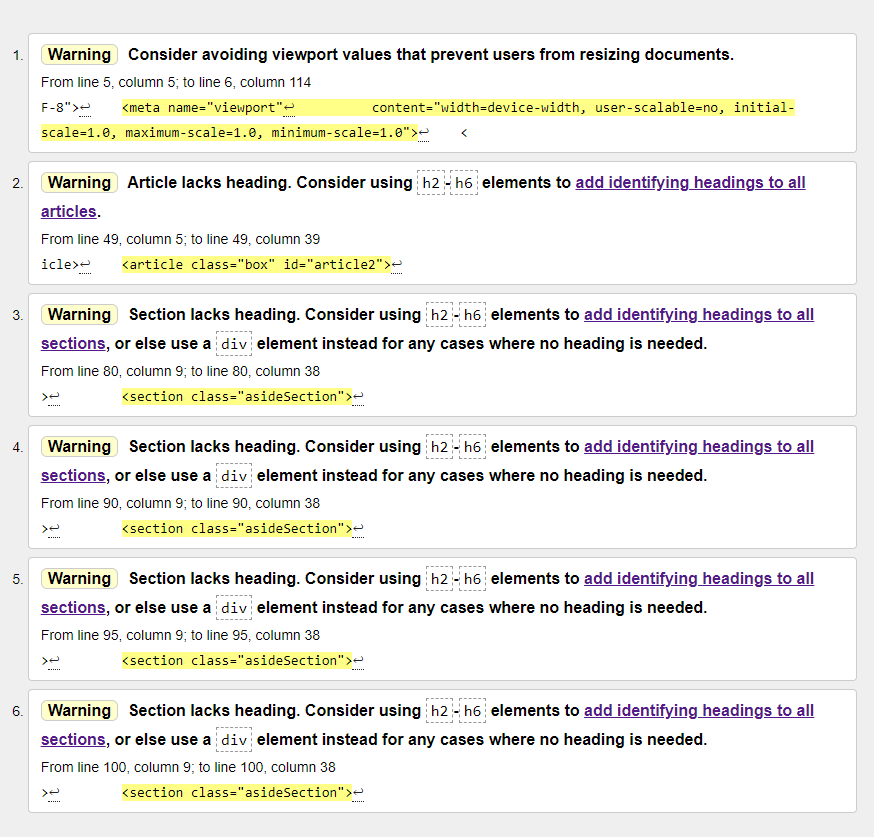 1. Warning Consider avoiding viewport values that prevent users from resizing documents.
From line 5, column 5; to line 6, column 114
F-8">↩ <meta name="viewport"↩ content="width=device-width, user-scalable=no, initial-
scale=1.0, maximum-scale=1.0, minimum-scale=1.0">↩ <
2. Warning Article lacks heading. Consider using h2-h6 elements to add identifying headings to all
articles.
From line 49, column 5; to line 49, column 39
icle>↩ <article class="box" id="article2">↩
3. Warning Section lacks heading. Consider using h2-h6 elements to add identifying headings to all
sections, or else use a div element instead for any cases where no heading is needed.
From line 80, column 9; to line 80, column 38
>↩ <section class="asideSection">↩
4. Warning Section lacks heading. Consider using h2-h6 elements to add identifying headings to all
sections, or else use a div element instead for any cases where no heading is needed.
From line 90, column 9; to line 90, column 38
>↩ <section class="asideSection">↩
5. Warning Section lacks heading. Consider using h2-h6 elements to add identifying headings to all
sections, or else use a div element instead for any cases where no heading is needed.
From line 95, column 9; to line 95, column 38
>↩ <section class="asideSection">↩
6. Warning Section lacks heading. Consider using h2-h6 elements to add identifying headings to all
sections, or else use a div element instead for any cases where no heading is needed.
From line 100, column 9; to line 100, column 38
>↩ <section class="asideSection">↩